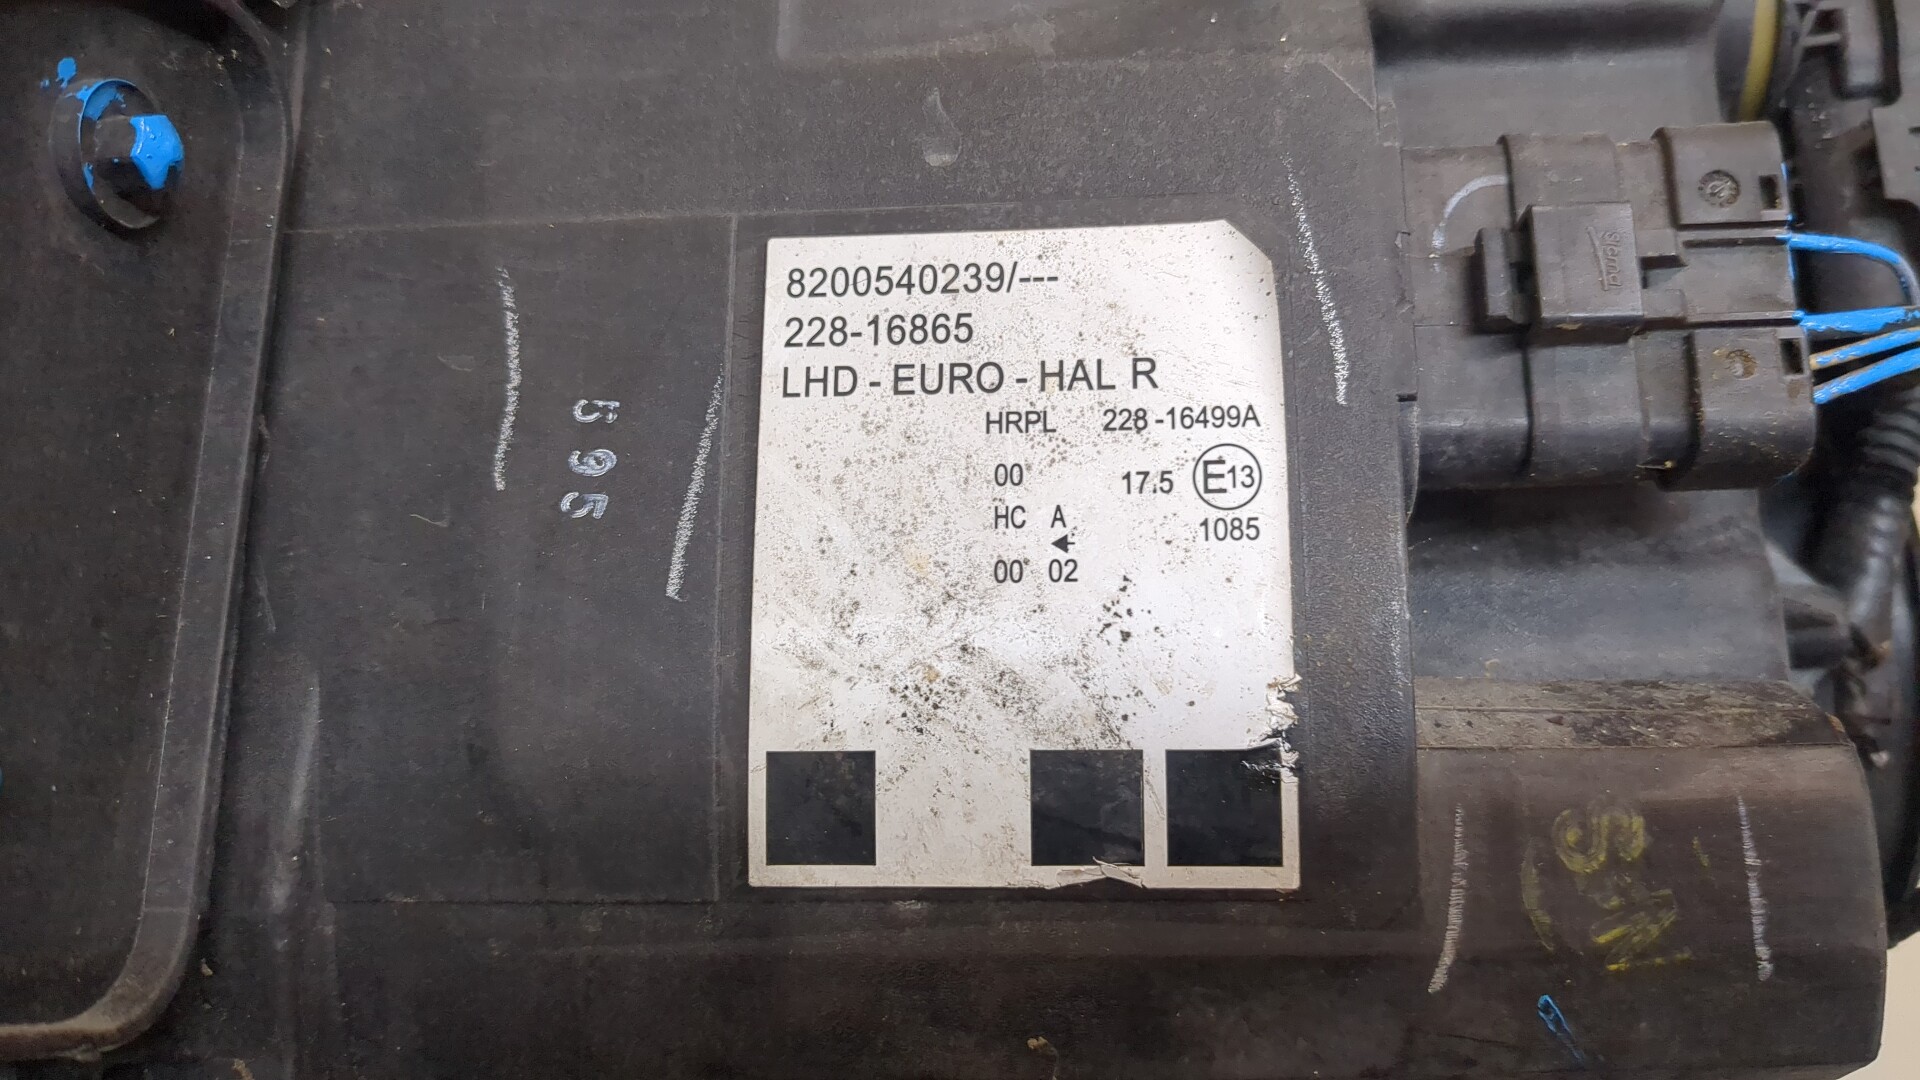 8200540239/---
228-16865
LHD - EURO - HAL R
HRPL 228 -16499A
00 17.5 E13
HC A 1085
00 02
595